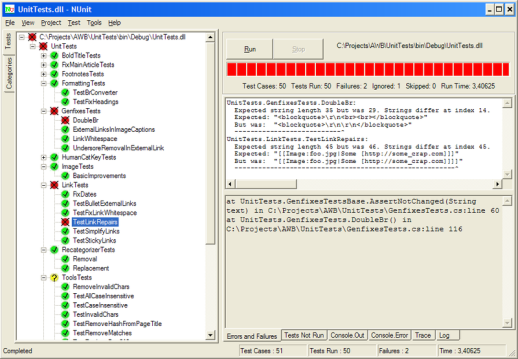 UnitTests.dll - NUnit
File View Project Test Tools Help
Tests
Categories
C:\Projects\AWB\UnitTests\bin\Debug\UnitTests.dll
UnitTests
BoldTitleTests
FixMainArticleTests
FootnotesTests
FormattingTests
TestBrConverter
TestFixHeadings
GenfixesTests
DoubleBr
ExternalLinksInImageCaptions
LinkWhitespace
UndersoreRemovalInExternalLink
HumanCatKeyTests
ImageTests
BasicImprovements
LinkTests
FixDates
TestBulletExternalLinks
TestFixLinkWhitespace
TestLinkRepairs
TestSimplifyLinks
TestStickyLinks
RecategorizerTests
Removal
Replacement
ToolsTests
RemoveInvalidChars
TestAllCaseInsensitive
TestCaseInsensitive
TestInvalidChars
TestRemoveHashFromPageTitle
TestRemoveMatches
Run
Stop
C:\Projects\AWB\UnitTests\bin\Debug\UnitTests.dll
Test Cases: 50 Tests Run: 50 Failures: 2 Ignored: 1 Skipped: 0 Run Time: 3,40625
UnitTests.GenfixesTests.DoubleBr:
Expected string length 35 but was 29. Strings differ at index 14.
Expected: "<blockquote>\r\n<br><br></blockquote>"
But was: "<blockquote>\r\n\r\n</blockquote>"
--------------------------^
UnitTests.LinkTests.TestLinkRepairs:
Expected string length 45 but was 46. Strings differ at index 45.
Expected: "[[Image:foo.jpg|Some [http://some_crap.com]]]"
But was: "[[Image:foo.jpg|Some [http://some_crap.com]]]]"
at UnitTests.GenfixesTestsBase.AssertNotChanged(String
text) in C:\Projects\AWB\UnitTests\GenfixesTests.cs:line 60
at UnitTests.GenfixesTests.DoubleBr() in
C:\Projects\AWB\UnitTests\GenfixesTests.cs:line 116
Errors and Failures Tests Not Run Console.Out Console.Error Trace Log
Completed Test Cases : 51 Tests Run : 50 Failures : 2 Time : 3,40625